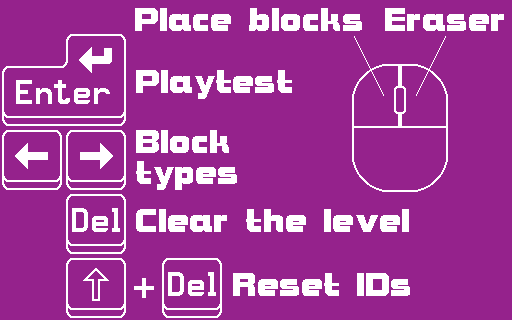 Place blocks Eraser
Enter Playtest
Block
types
Del Clear the level
+ Del Reset IDs